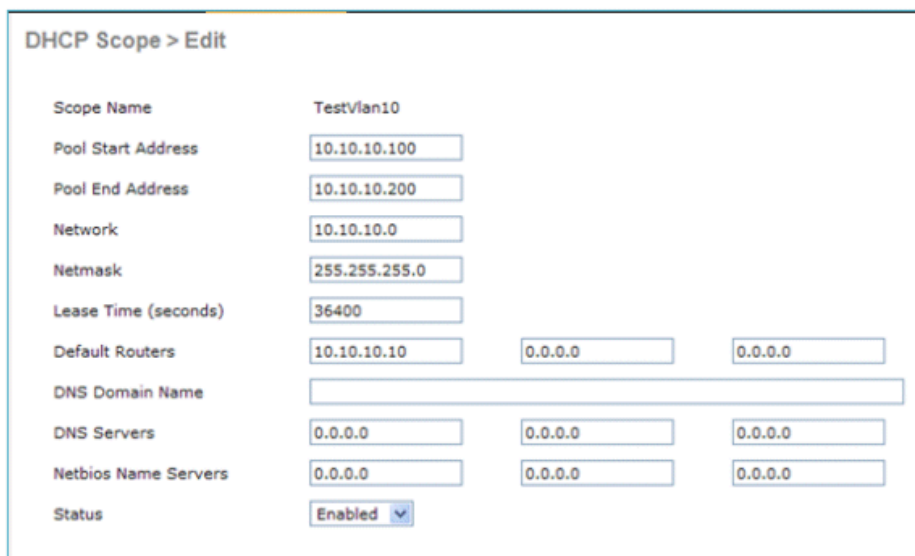 DHCP Scope > Edit
Scope Name TestVlan10
Pool Start Address 10.10.10.100
Pool End Address 10.10.10.200
Network 10.10.10.0
Netmask 255.255.255.0
Lease Time (seconds) 36400
Default Routers 10.10.10.10 0.0.0.0 0.0.0.0
DNS Domain Name
DNS Servers 0.0.0.0 0.0.0.0 0.0.0.0
Netbios Name Servers 0.0.0.0 0.0.0.0 0.0.0.0
Status Enabled